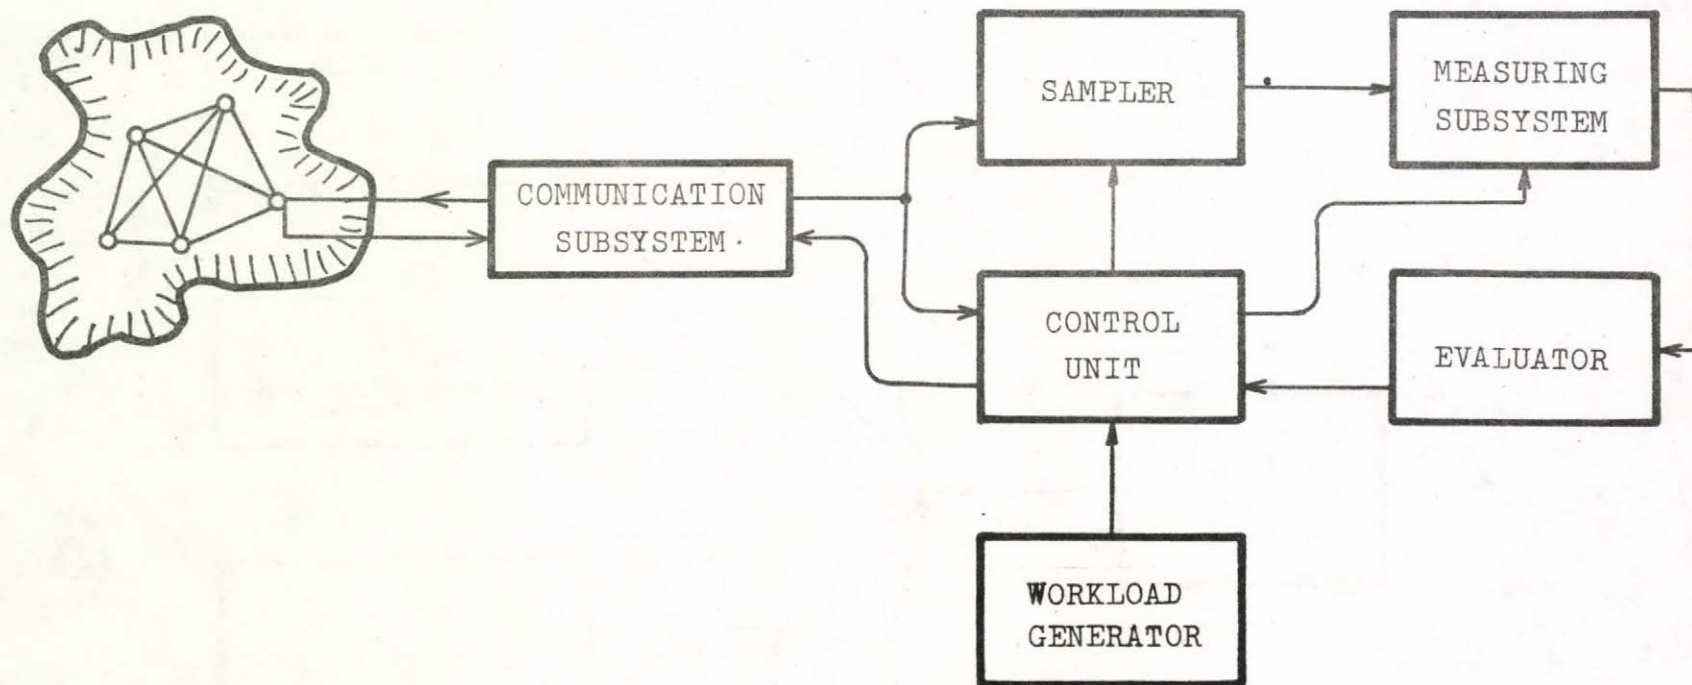 SAMPLER
MEASURING
SUBSYSTEM
COMMUNICATION
SUBSYSTEM
CONTROL
UNIT
EVALUATOR
WORKLOAD
GENERATOR